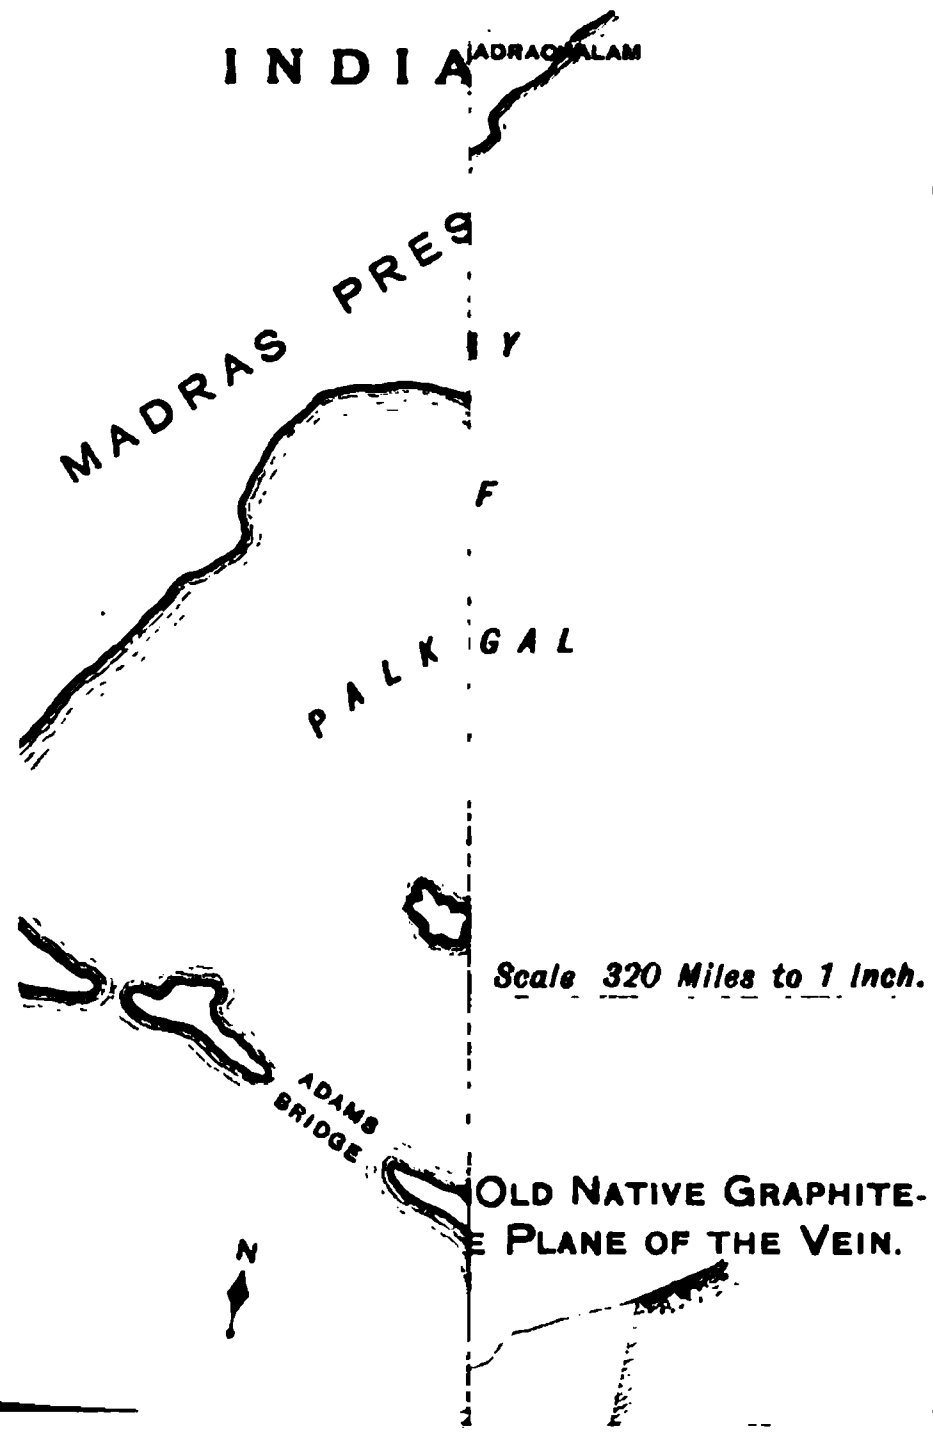 INDIA
ADRACHALAM
MADRAS PRES
Y
F
PALK
GAL
Scale 320 Miles to 1 Inch.
ADAMS
BRIDGE
OLD NATIVE GRAPHITE-
E PLANE OF THE VEIN.
N